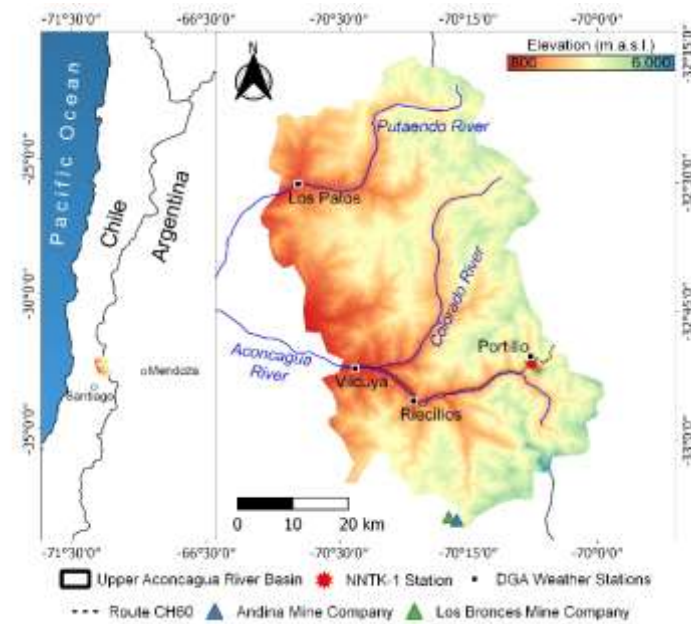 -71°30'0" -66°30'0" -70°30'0" -70°15'0" -70°0'0"
N
Elevation (m.a.s.l.)
800 6,000
Pacific Ocean
Chile
Argentina
Putaendo River
Los Patos
Colorado River
Aconcagua
River
Portillo
Vilcuya
Riecillos
Mendoza
Santiago
-25°0'0"
-30°0'0"
-35°0'0"
0 10 20 km
-71°30'0" -66°30'0" -70°30'0" -70°15'0" -70°0'0"
Upper Aconcagua River Basin NNTK-1 Station DGA Weather Stations
Route CH60 Andina Mine Company Los Bronces Mine Company